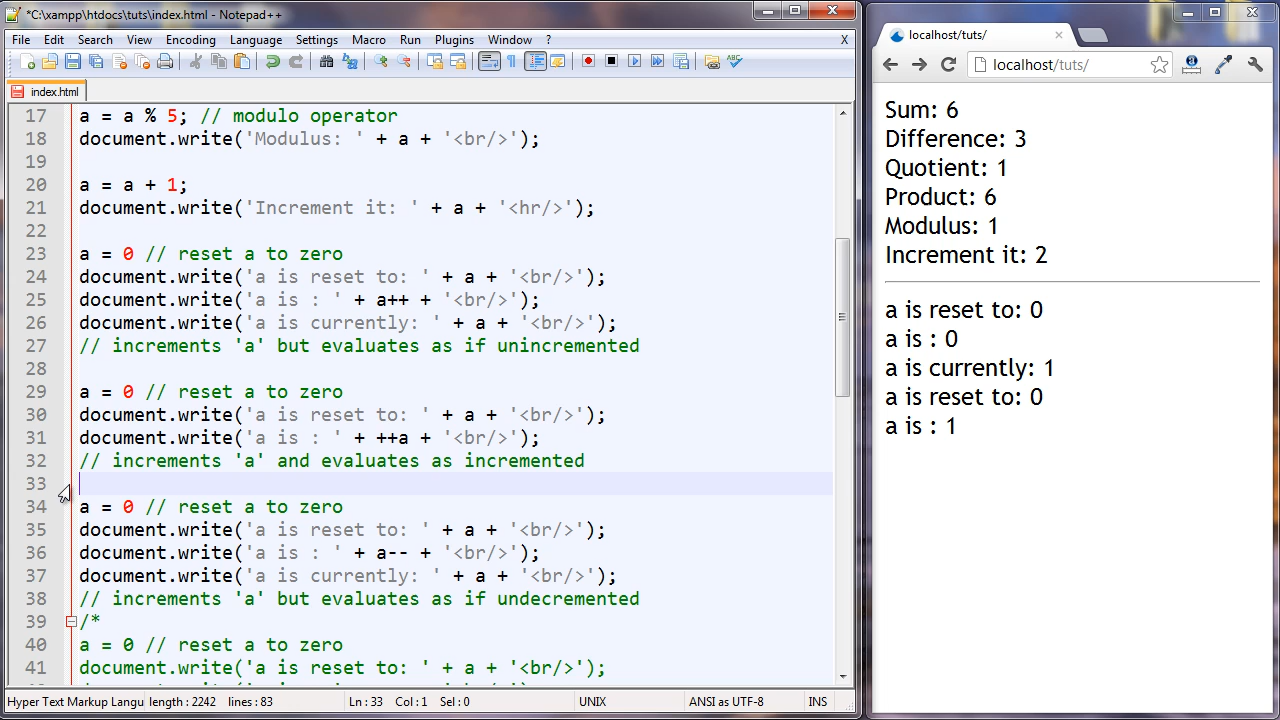 *C:\xampp\htdocs\tuts\index.html - Notepad++
File Edit Search View Encoding Language Settings Macro Run Plugins Window ? X
index.html
17 a = a % 5; // modulo operator
18 document.write('Modulus: ' + a + '<br/>');
19
20 a = a + 1;
21 document.write('Increment it: ' + a + '<hr/>');
22
23 a = 0 // reset a to zero
24 document.write('a is reset to: ' + a + '<br/>');
25 document.write('a is : ' + a++ + '<br/>');
26 document.write('a is currently: ' + a + '<br/>');
27 // increments 'a' but evaluates as if unincremented
28
29 a = 0 // reset a to zero
30 document.write('a is reset to: ' + a + '<br/>');
31 document.write('a is : ' + ++a + '<br/>');
32 // increments 'a' and evaluates as incremented
33
34 a = 0 // reset a to zero
35 document.write('a is reset to: ' + a + '<br/>');
36 document.write('a is : ' + a-- + '<br/>');
37 document.write('a is currently: ' + a + '<br/>');
38 // increments 'a' but evaluates as if undecremented
39 /*
40 a = 0 // reset a to zero
41 document.write('a is reset to: ' + a + '<br/>');
Hyper Text Markup Langu length : 2242 lines : 83 Ln : 33 Col : 1 Sel : 0 UNIX ANSI as UTF-8 INS
localhost/tuts/
localhost/tuts/
Sum: 6
Difference: 3
Quotient: 1
Product: 6
Modulus: 1
Increment it: 2
a is reset to: 0
a is : 0
a is currently: 1
a is reset to: 0
a is : 1